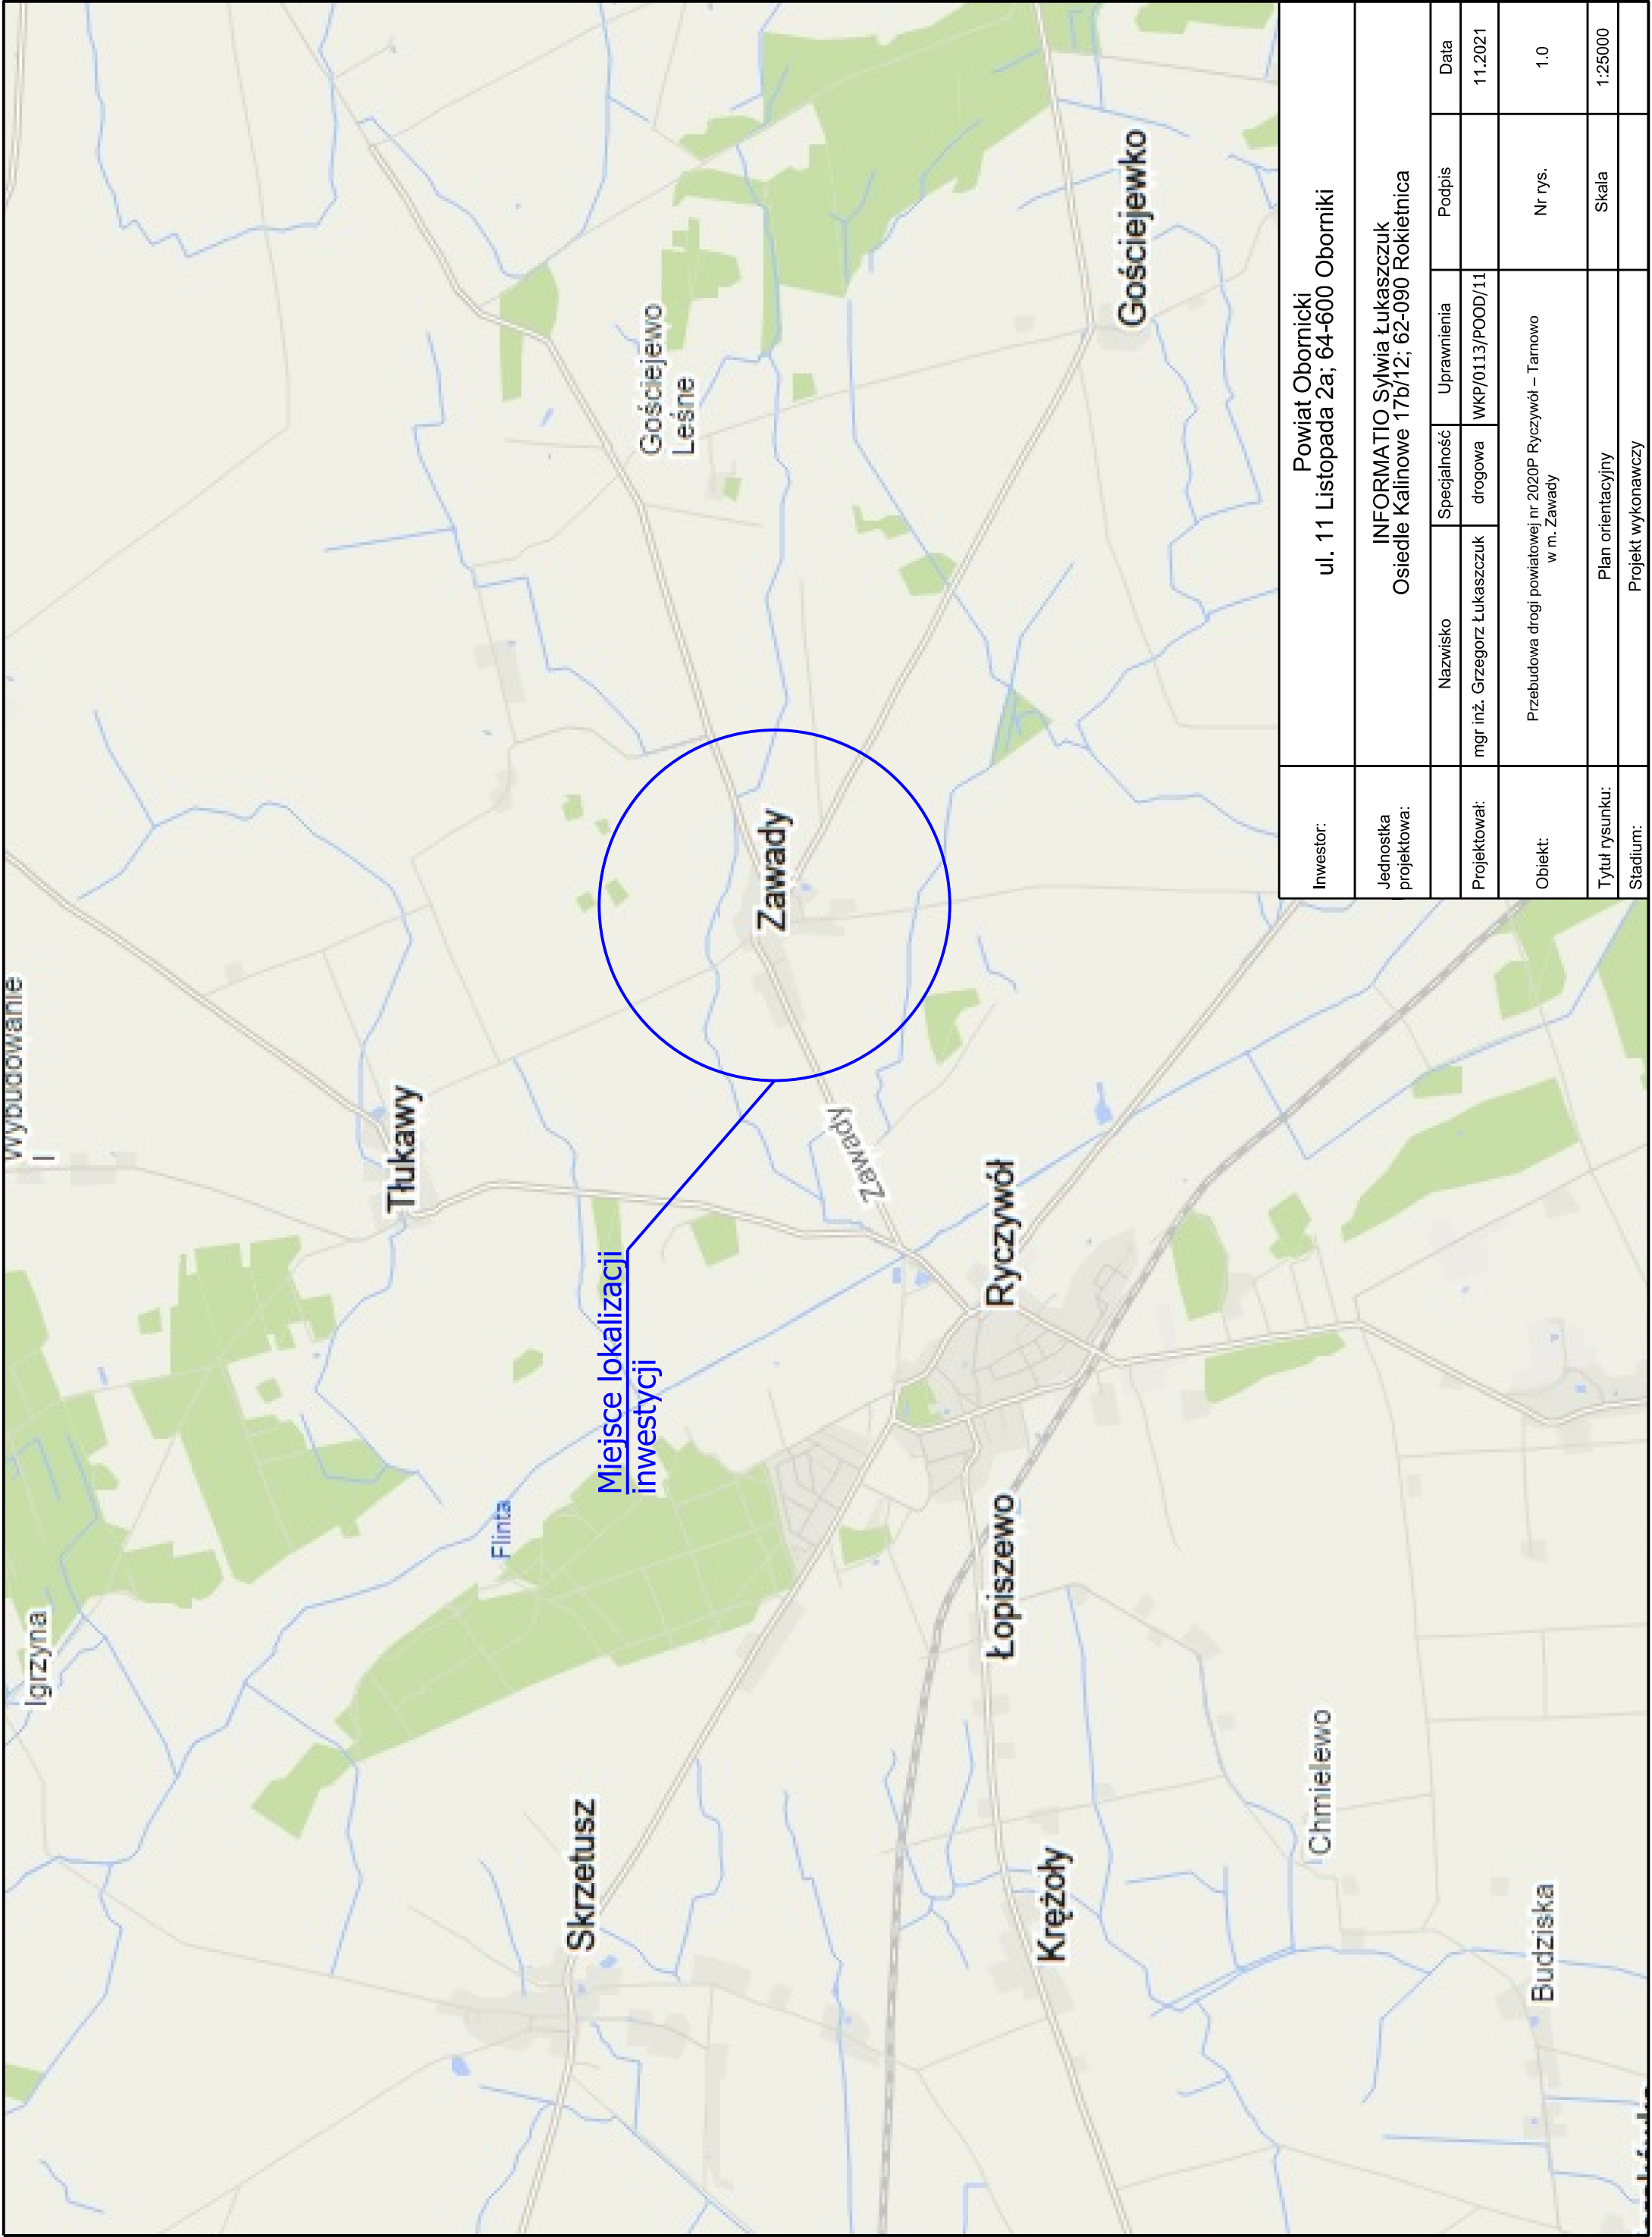 Igrzyna
Wybudowanie
I
Flinta
Tłukawy
Skrzetusz
Miejsce lokalizacji
inwestycji
Gościejewo
Leśne
Zawady
Zawady
Ryczywół
Łopiszewo
Krężoły
Gościejewko
Chmielewo
Budziska
Inwestor:
Powiat Obornicki
ul. 11 Listopada 2a; 64-600 Oborniki
Jednostka
projektowa:
INFORMATIO Sylwia Łukaszczuk
Osiedle Kalinowe 17b/12; 62-090 Rokietnica
Nazwisko Specjalność Uprawnienia Podpis Data
Projektował: mgr inż. Grzegorz Łukaszczuk drogowa WKP/0113/POOD/11 11.2021
Obiekt: Przebudowa drogi powiatowej nr 2020P Ryczywół – Tarnowo
w m. Zawady
Nr rys. 1.0
Tytuł rysunku: Plan orientacyjny Skala 1:25000
Stadium: Projekt wykonawczy